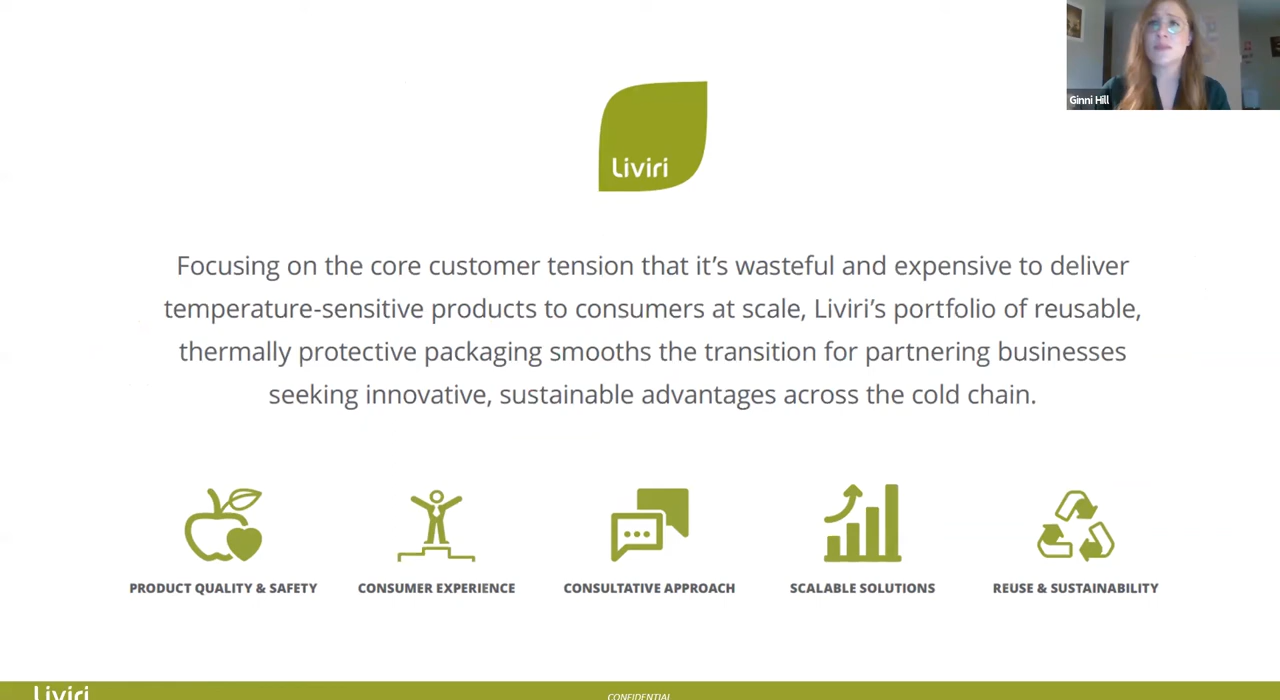 Ginni Hill
Liviri
Focusing on the core customer tension that it's wasteful and expensive to deliver
temperature-sensitive products to consumers at scale, Liviri's portfolio of reusable,
thermally protective packaging smooths the transition for partnering businesses
seeking innovative, sustainable advantages across the cold chain.
PRODUCT QUALITY & SAFETY
CONSUMER EXPERIENCE
CONSULTATIVE APPROACH
SCALABLE SOLUTIONS
REUSE & SUSTAINABILITY
Liviri
CONFIDENTIAL